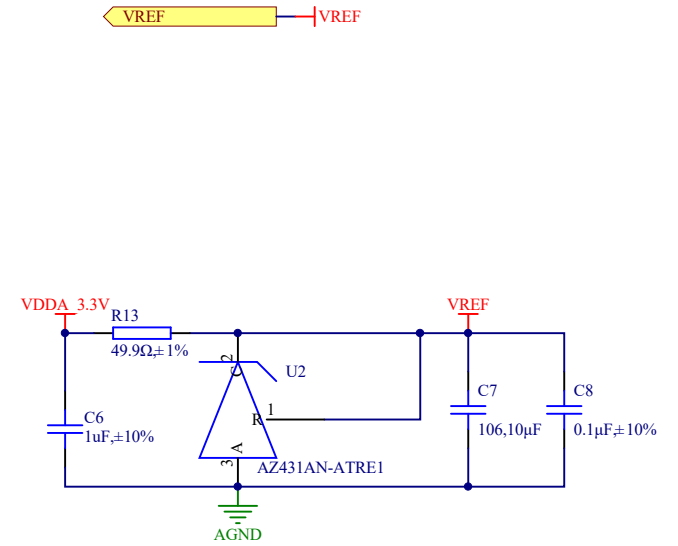 VREF
VREF
VDDA_3.3V
R13
49.9Ω,±1%
VREF
2
C
U2
C6
1uF,±10%
1
R
A
3
AZ431AN-ATRE1
C7
106,10μF
C8
0.1μF,±10%
AGND